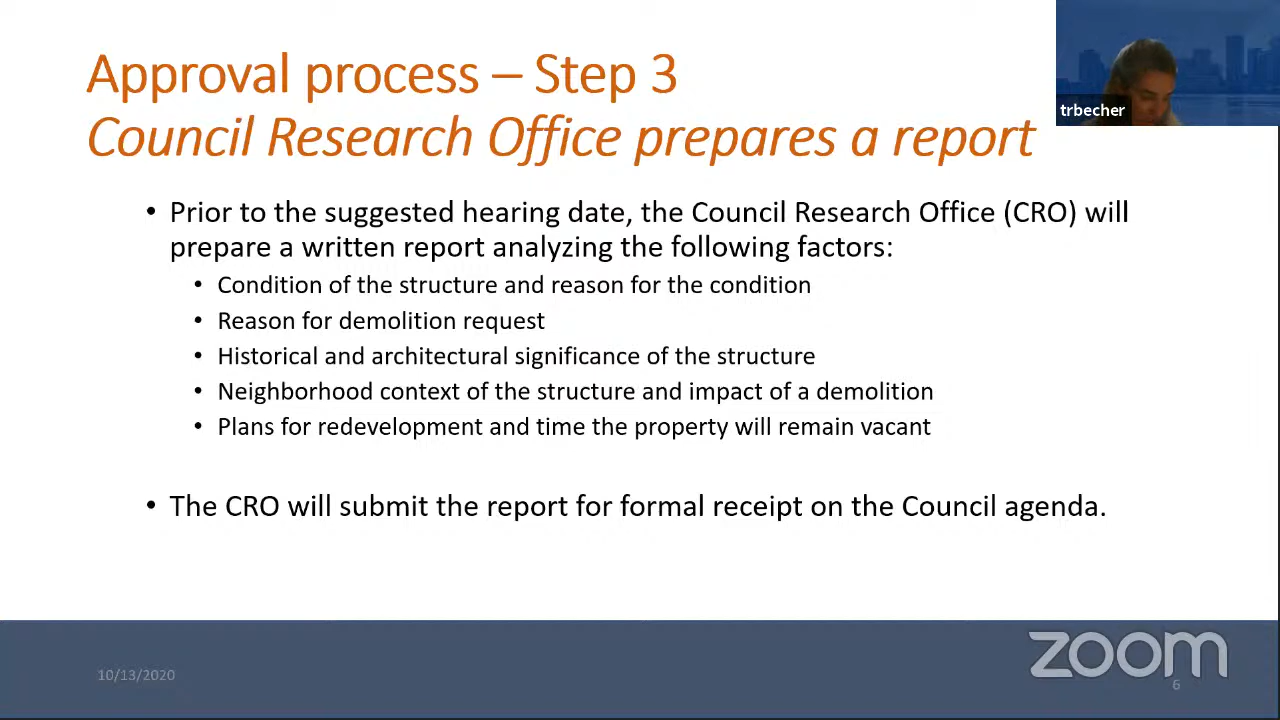 Approval process – Step 3
Council Research Office prepares a report
trbecher
• Prior to the suggested hearing date, the Council Research Office (CRO) will
prepare a written report analyzing the following factors:
• Condition of the structure and reason for the condition
• Reason for demolition request
• Historical and architectural significance of the structure
• Neighborhood context of the structure and impact of a demolition
• Plans for redevelopment and time the property will remain vacant
• The CRO will submit the report for formal receipt on the Council agenda.
10/13/2020
zoom
6